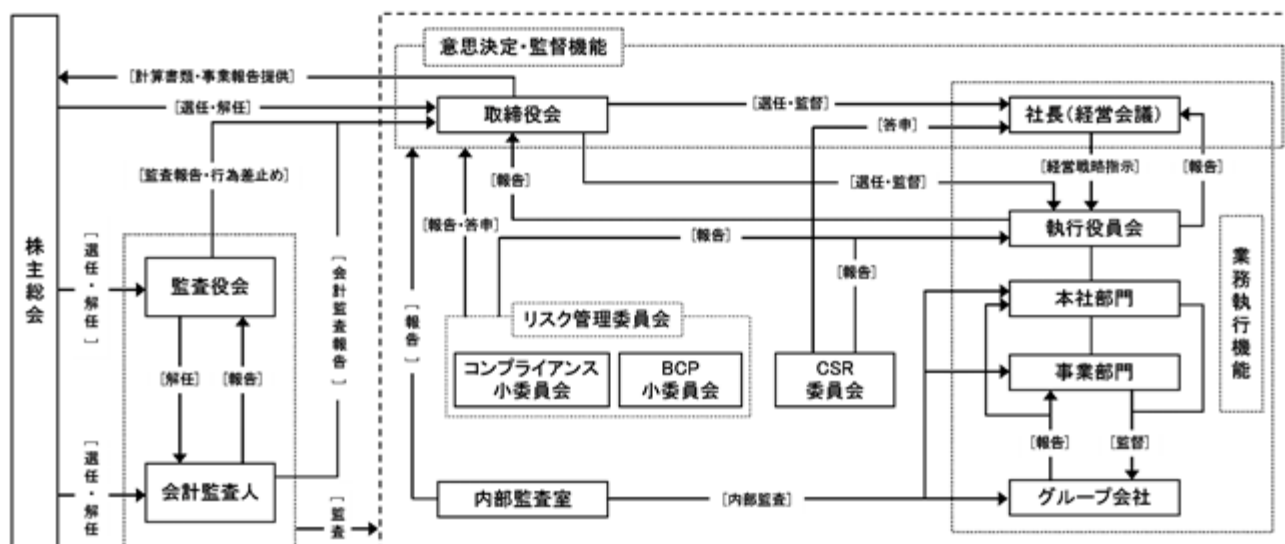 意思決定・監督機能
[計算書類・事業報告提供]
[選任・解任]
取締役会
[選任・監督]
社長(経営会議)
[答申]
[監査報告・行為差止め]
[報告]
[選任・監督]
[経営戦略指示]
[報告]
[報告・答申]
[報告]
執行役員会
株主総会
[選任・解任]
監査役会
[会計監査報告]
[報告]
[報告]
業務執行機能
本社部門
リスク管理委員会
コンプライアンス
小委員会
BCP
小委員会
CSR
委員会
事業部門
[解任]
[報告]
[報告]
[監督]
[選任・解任]
会計監査人
[監査]
内部監査室
[内部監査]
グループ会社